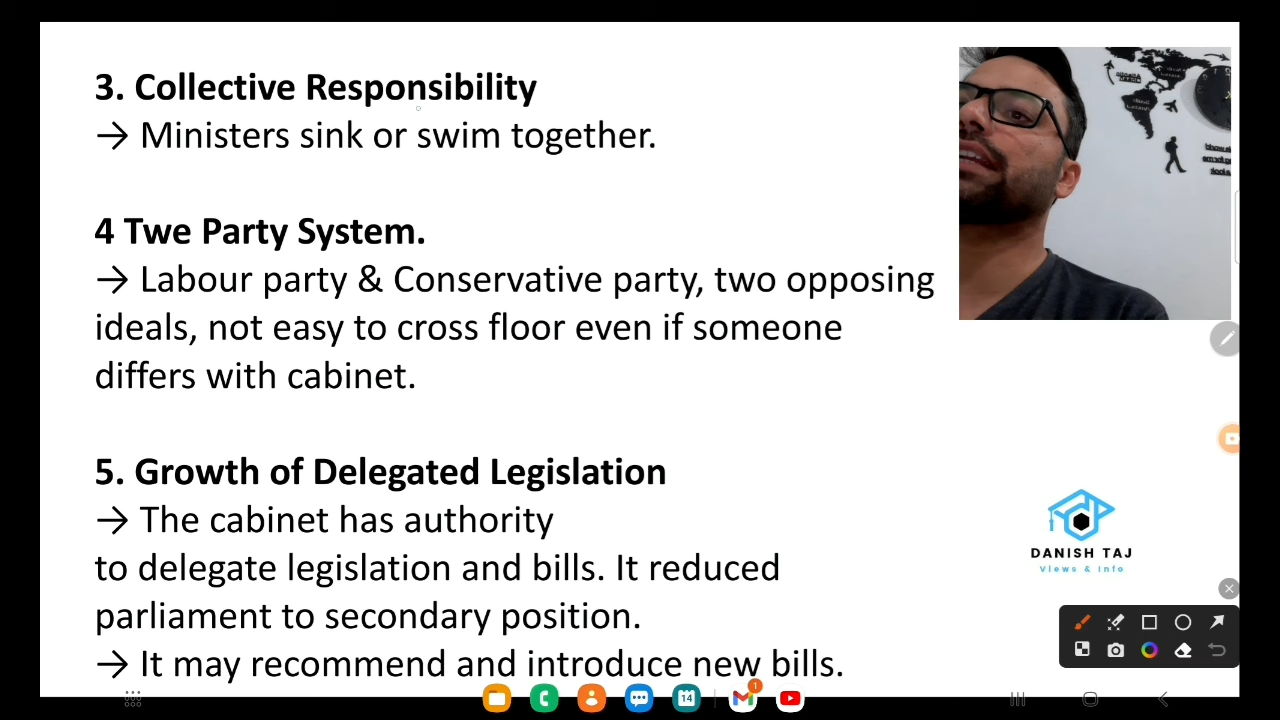 3. Collective Responsibility
→ Ministers sink or swim together.
4 Twe Party System.
→ Labour party & Conservative party, two opposing
ideals, not easy to cross floor even if someone
differs with cabinet.
5. Growth of Delegated Legislation
→ The cabinet has authority
to delegate legislation and bills. It reduced
parliament to secondary position.
→ It may recommend and introduce new bills.
DANISH TAJ
Views & Info
14
1